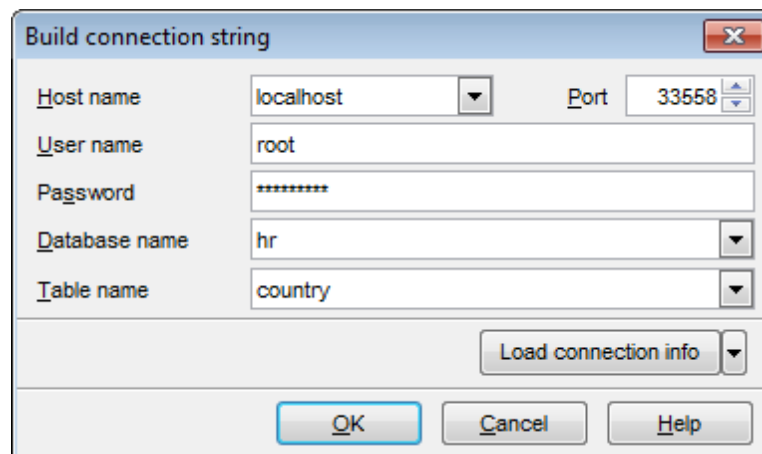 Build connection string
Host name localhost Port 33558
User name root
Password *********
Database name hr
Table name country
Load connection info
OK Cancel Help